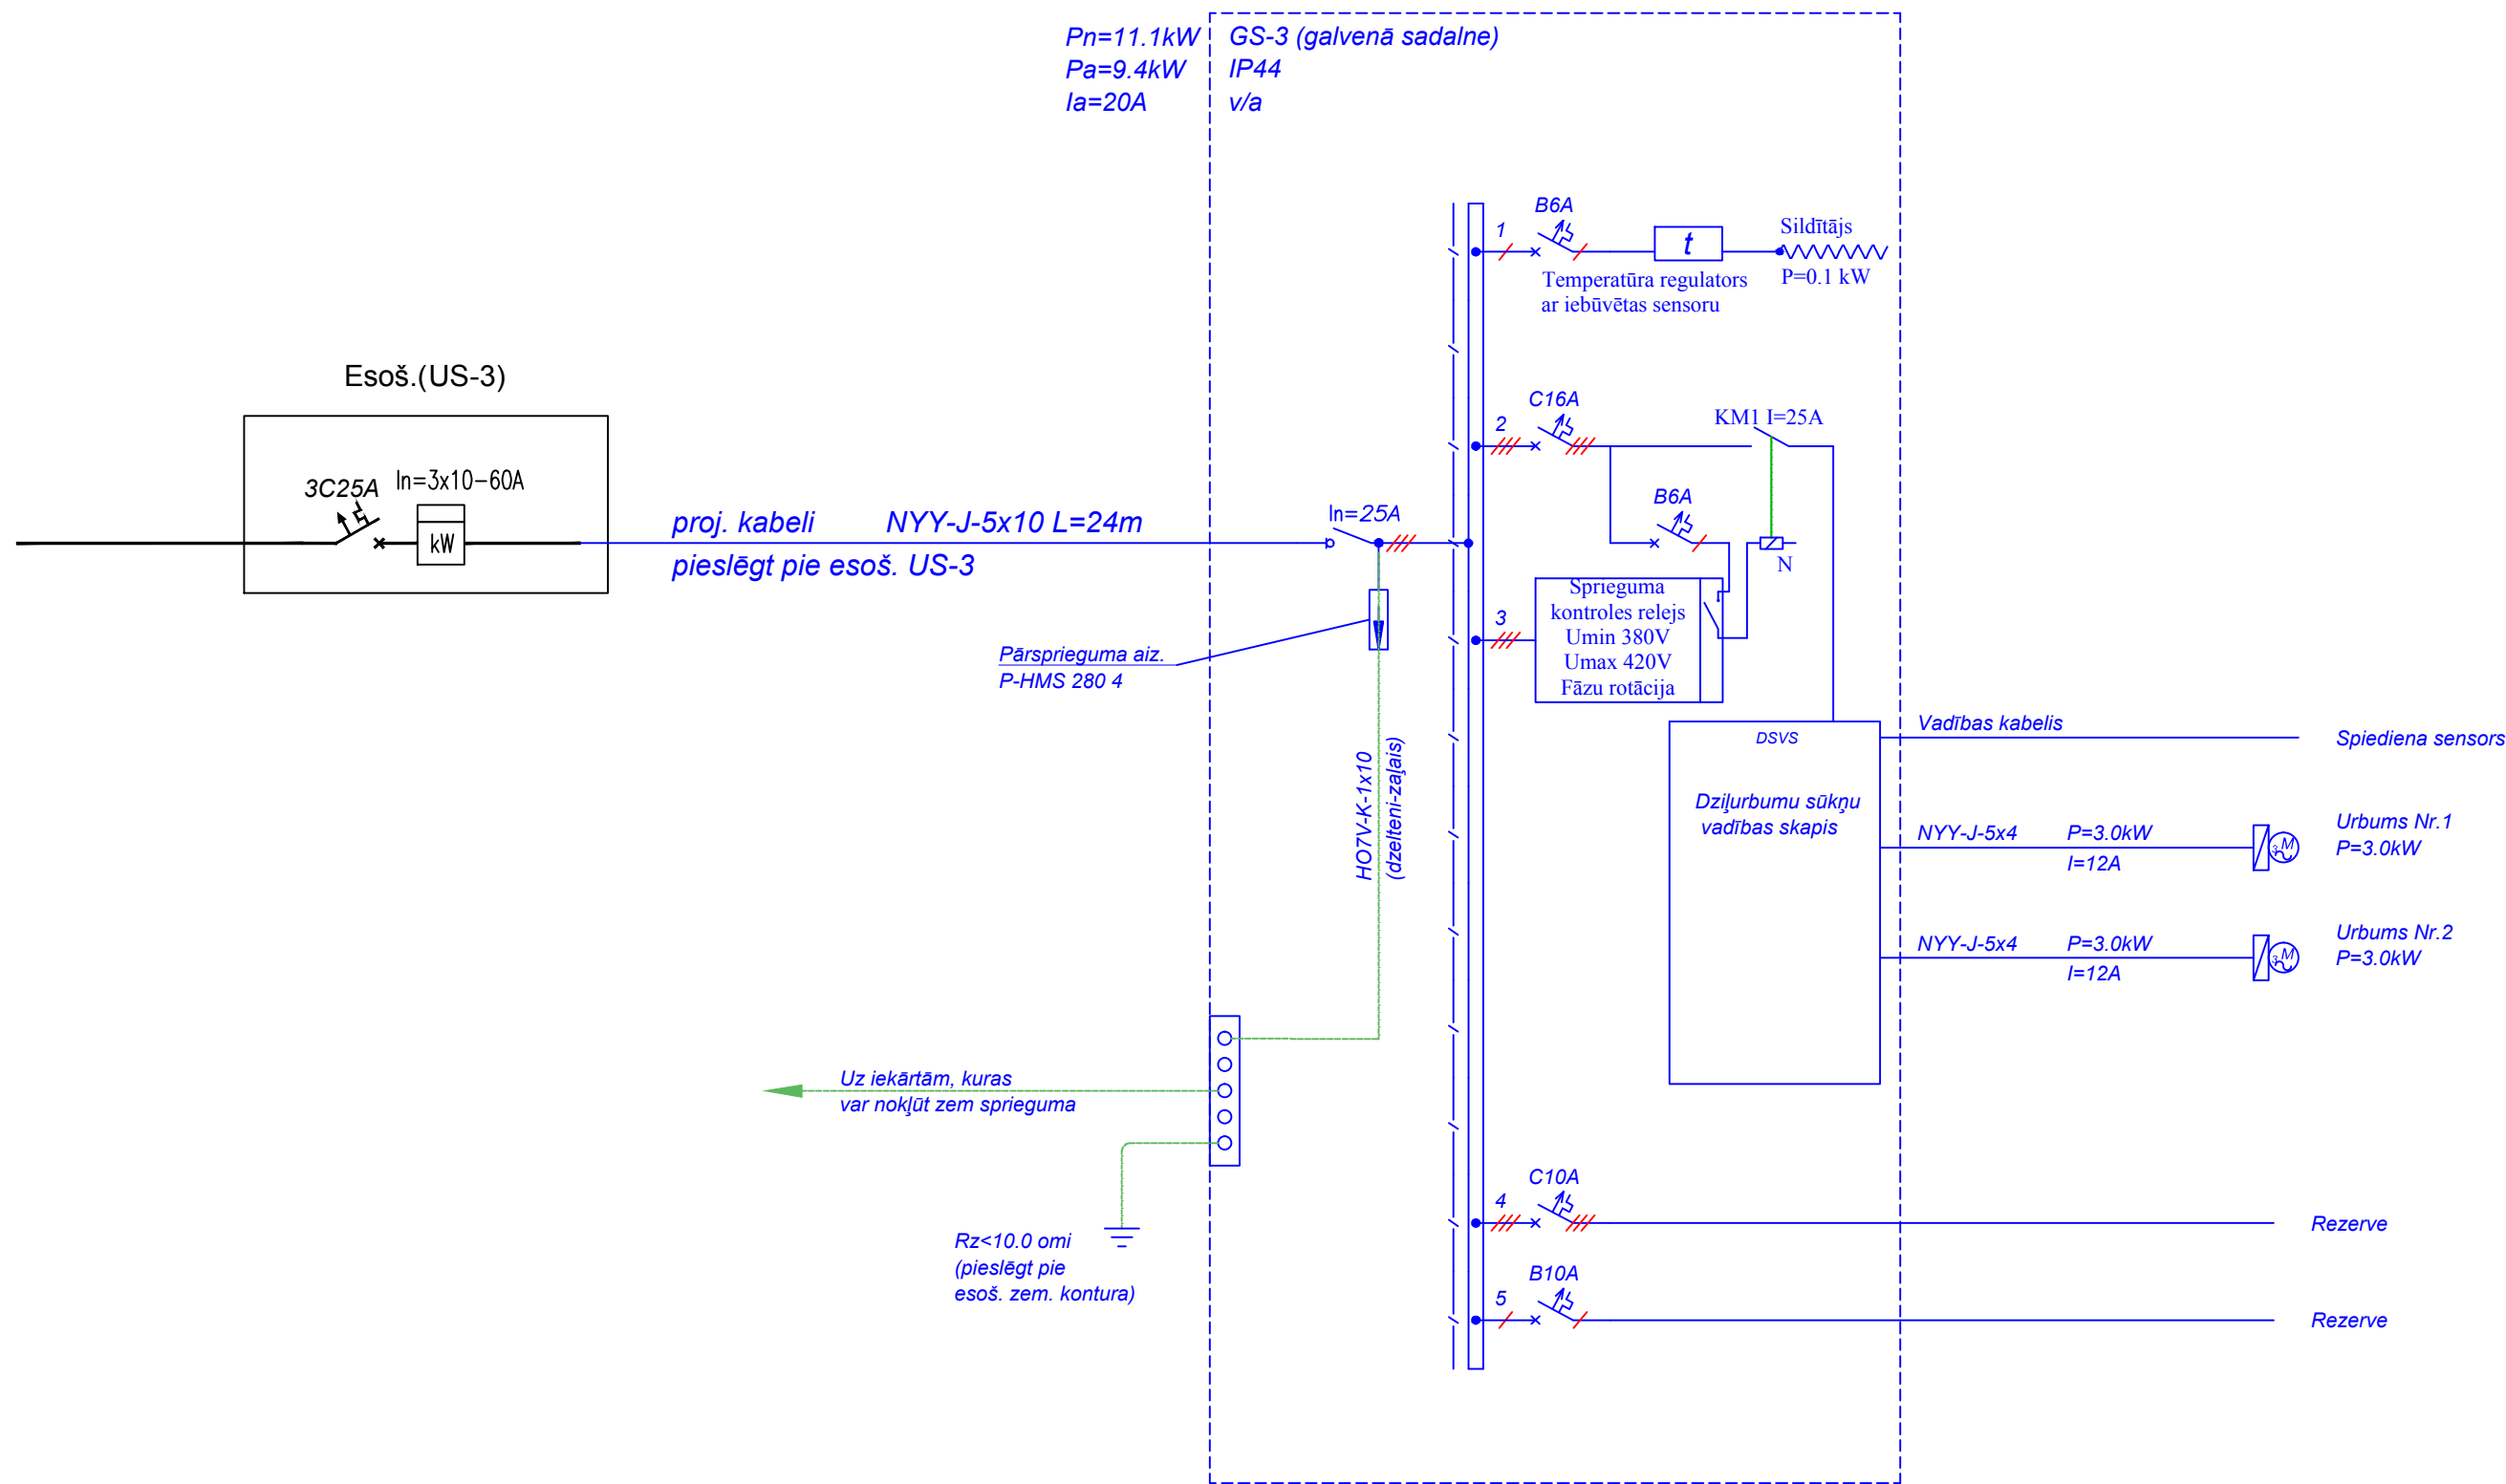 Pn=11.1kW
Pa=9.4kW
Ia=20A
GS-3 (galvenā sadalne)
IP44
v/a
1
B6A
t
Sildītājs
P=0.1 kW
Temperatūra regulators
ar iebūvētas sensoru
Esoš.(US-3)
3C25A
In=3x10-60A
kW
proj. kabeli
NYY-J-5x10 L=24m
pieslēgt pie esoš. US-3
In=25A
2
C16A
KM1 I=25A
B6A
N
3
Sprieguma
kontroles relejs
Umin 380V
Umax 420V
Fāzu rotācija
Pārsprieguma aiz.
P-HMS 280 4
HO7V-K-1x10
(dzelteni-zaļais)
DSVS
Dziļurbumu sūkņu
vadības skapis
Vadības kabelis
Spiediena sensors
NYY-J-5x4
P=3.0kW
I=12A
3 M
Urbums Nr.1
P=3.0kW
NYY-J-5x4
P=3.0kW
I=12A
3 M
Urbums Nr.2
P=3.0kW
Uz iekārtām, kuras
var nokļūt zem sprieguma
Rz<10.0 omi
(pieslēgt pie
esoš. zem. kontura)
4
C10A
Rezerve
5
B10A
Rezerve